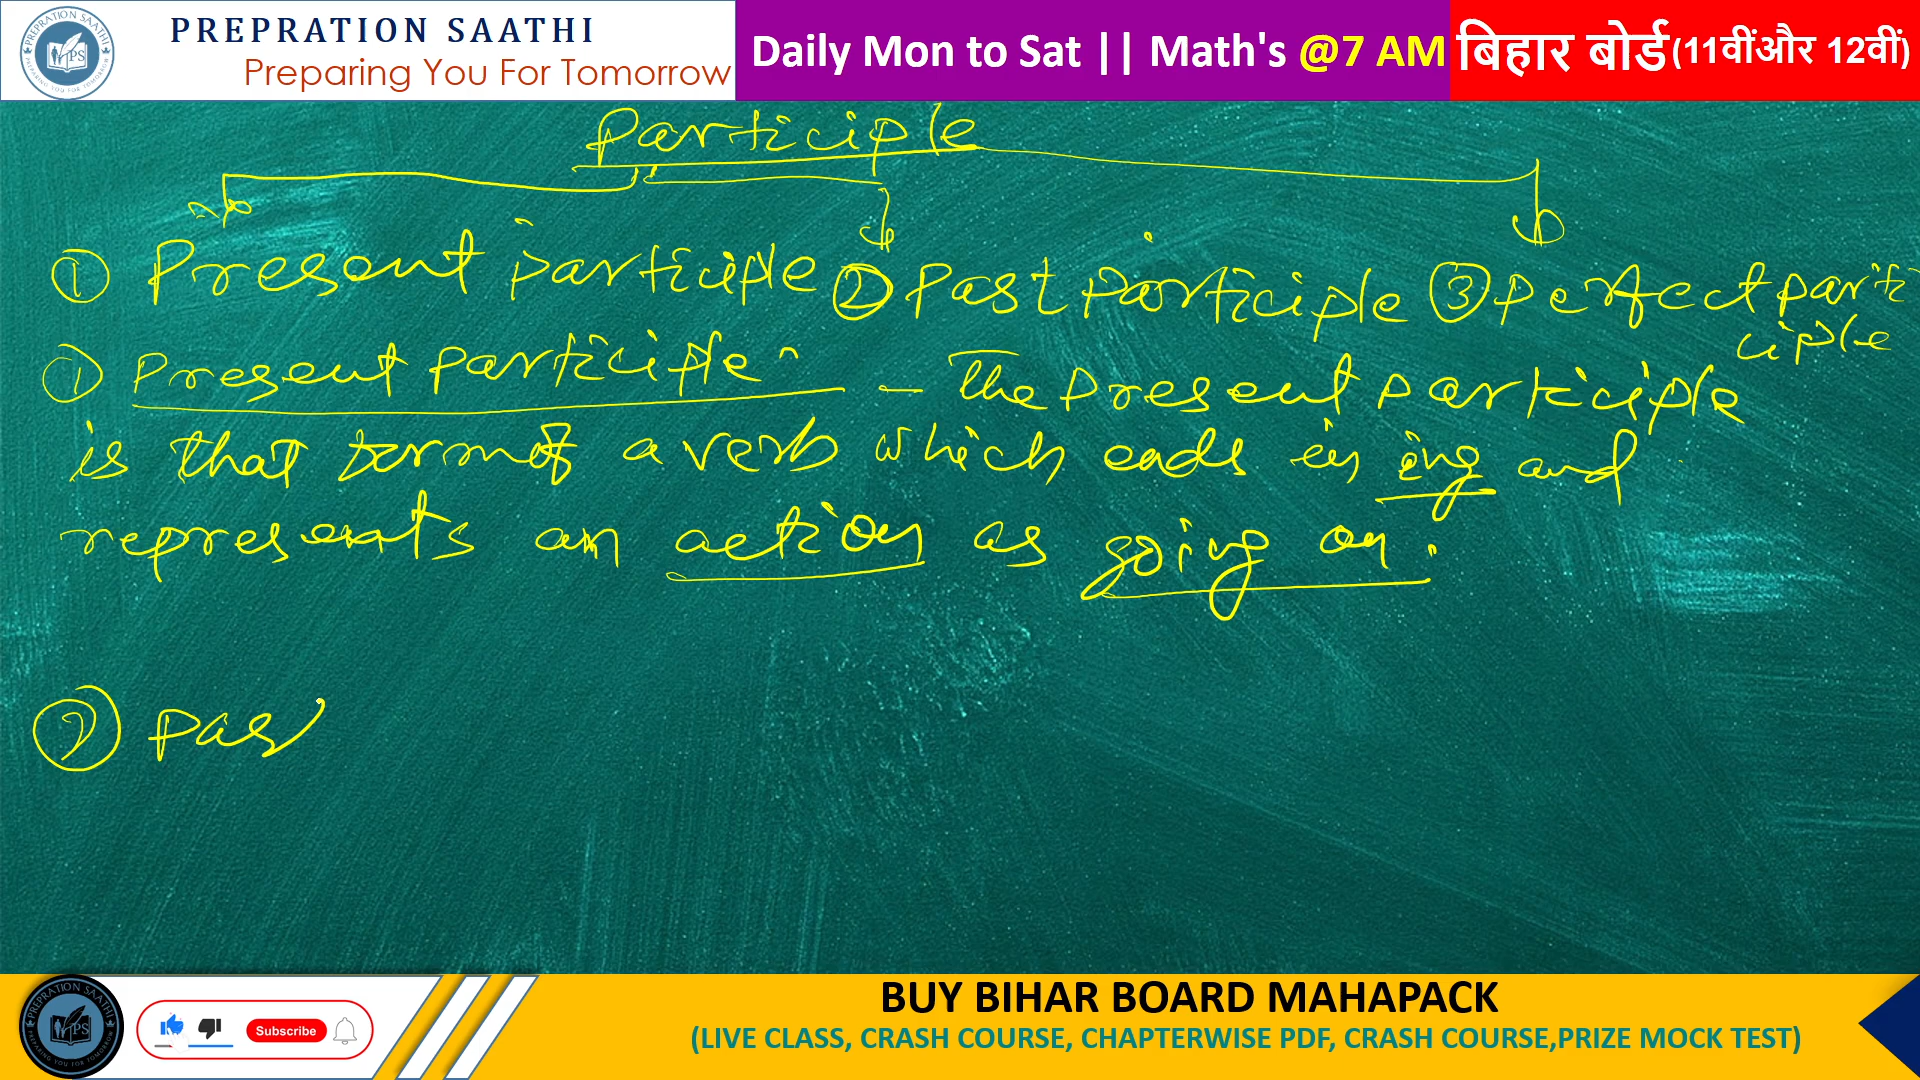 PREPRATION SAATHI
Preparing You For Tomorrow
Daily Mon to Sat || Math's @7 AM
बिहार बोर्ड (11वींऔर 12वीं)
Participle
① Present participle ② Past participle ③ Perfect parti
ciple
① Present participle - The present participle
is that form of a verb which ends in ing and
represents an action as going on.
② Pas
Subscribe
BUY BIHAR BOARD MAHAPACK
(LIVE CLASS, CRASH COURSE, CHAPTERWISE PDF, CRASH COURSE,PRIZE MOCK TEST)